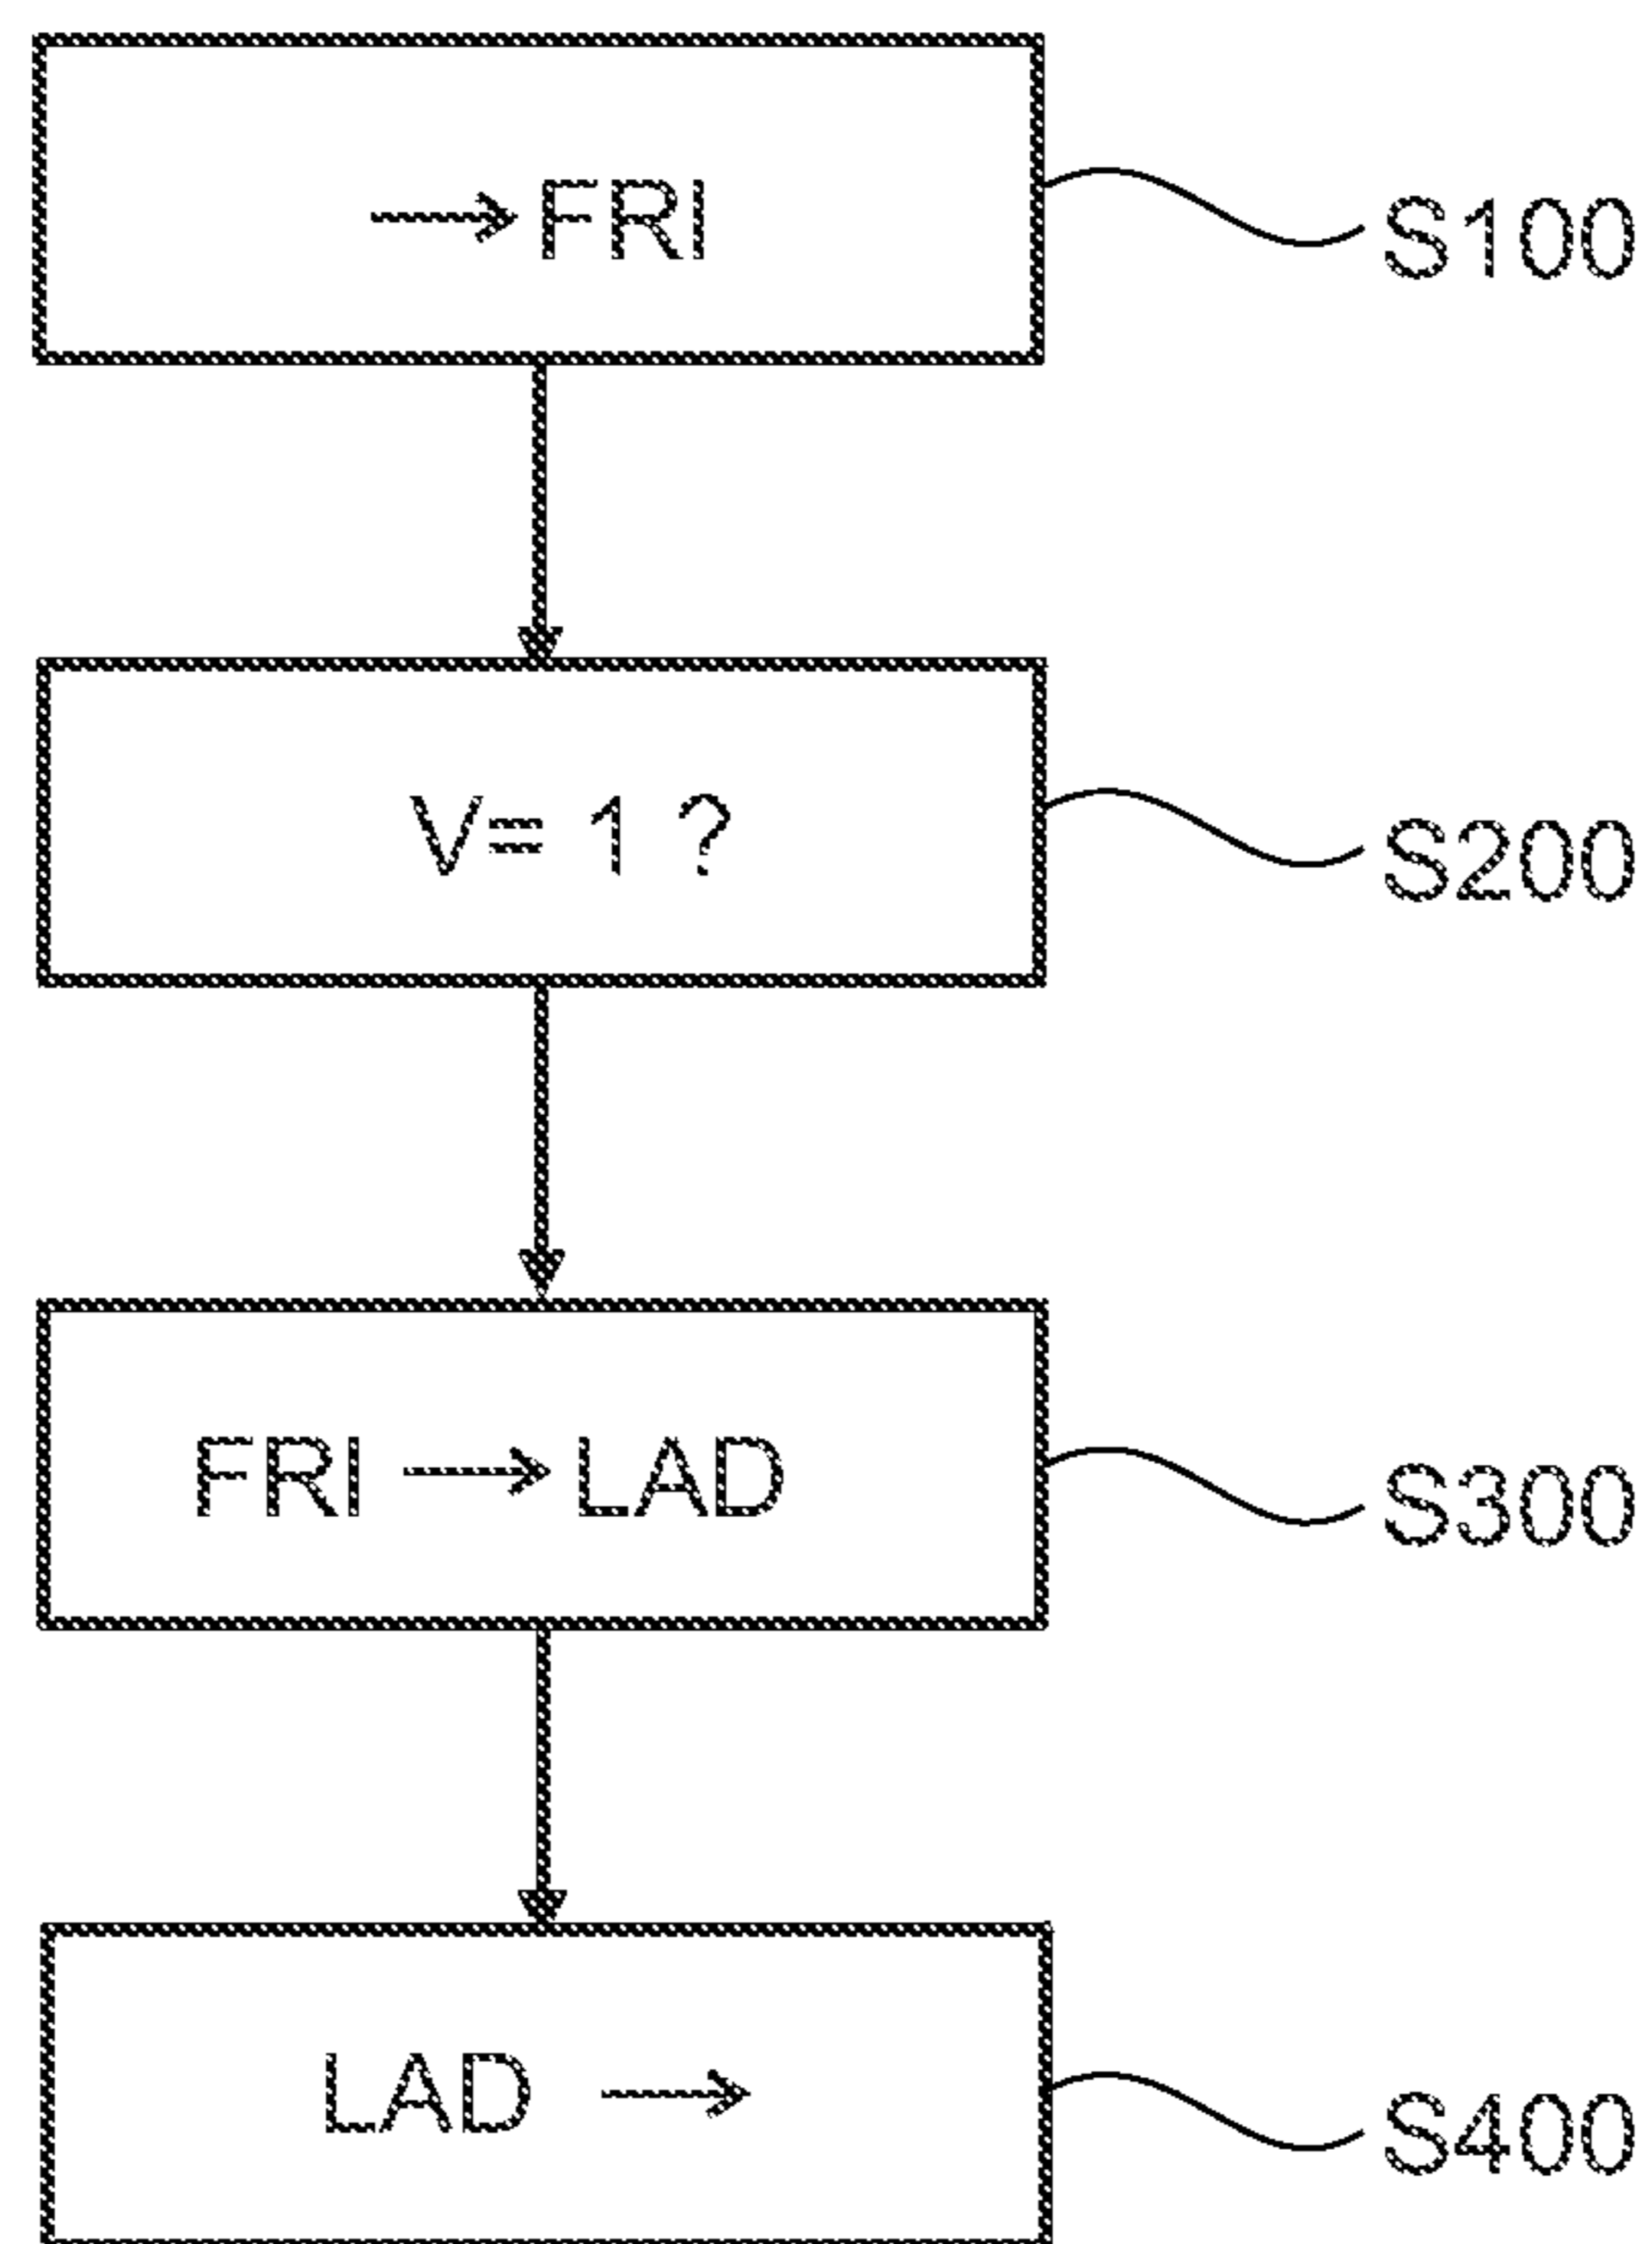 → FRI
S100
V= 1 ?
S200
FRI → LAD
S300
LAD →
S400